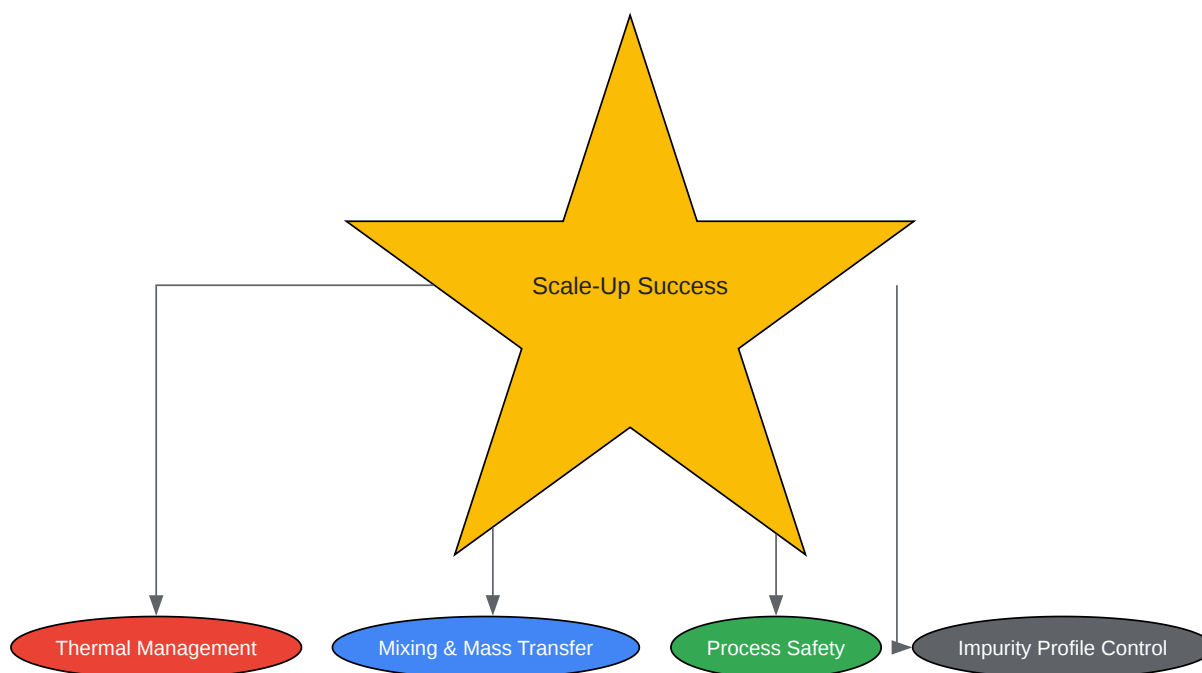 Scale-Up Success
Thermal Management
Mixing & Mass Transfer
Process Safety
Impurity Profile Control